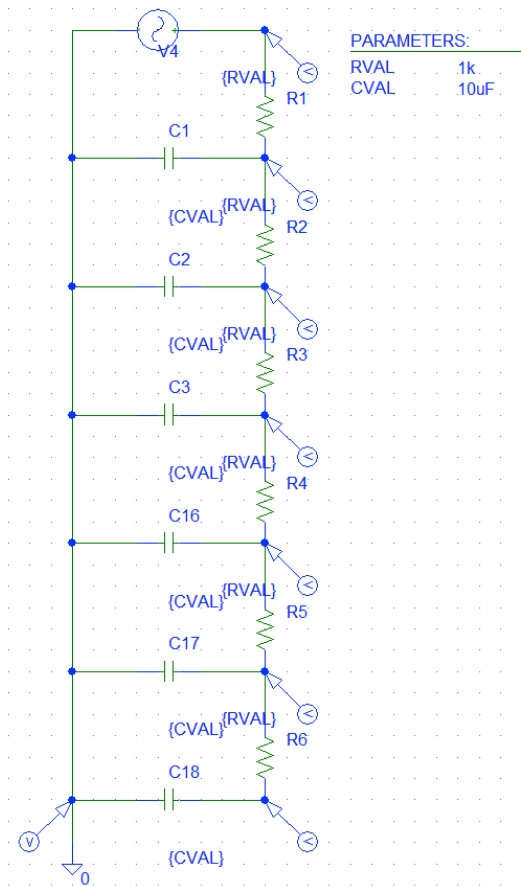 V4
PARAMETERS:
RVAL 1k
CVAL 10uF
{RVAL}
R1
C1
{CVAL}
{RVAL}
R2
C2
{CVAL}
{RVAL}
R3
C3
{CVAL}
{RVAL}
R4
C16
{CVAL}
{RVAL}
R5
C17
{CVAL}
{RVAL}
R6
C18
{CVAL}
V
V
V
V
V
V
V
V
0